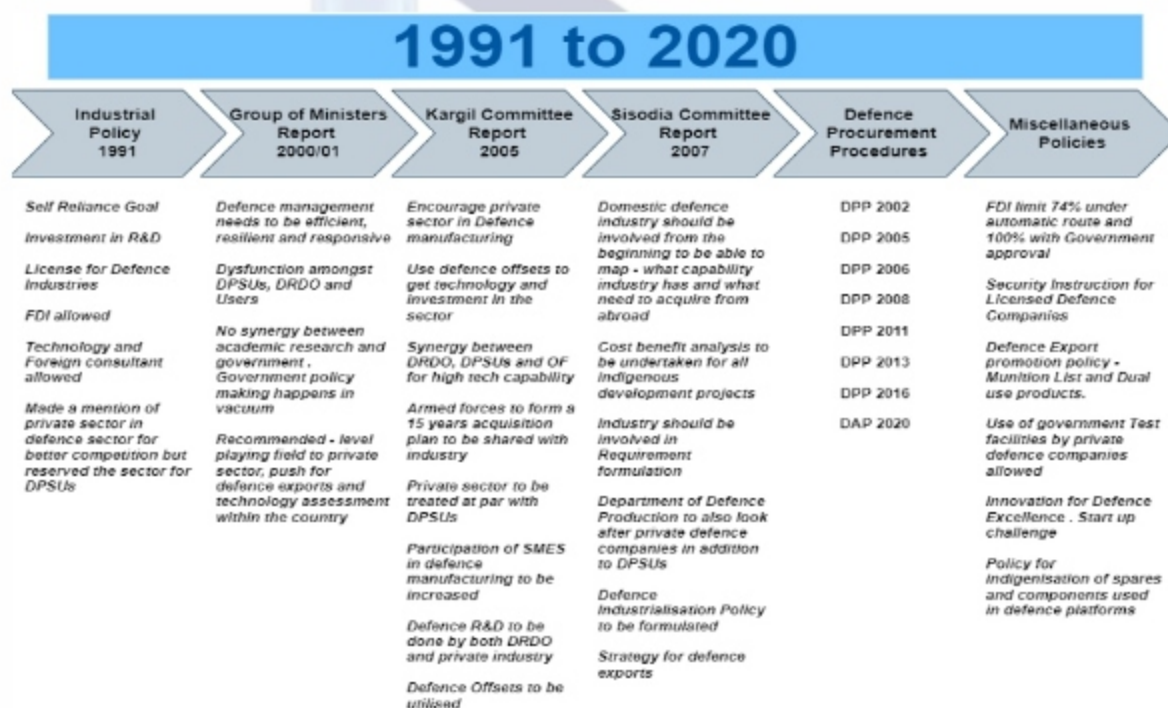 1991 to 2020
Industrial
Policy
1991
Group of Ministers
Report
2000/01
Kargil Committee
Report
2005
Sisodia Committee
Report
2007
Defence
Procurement
Procedures
Miscellaneous
Policies
Self Reliance Goal
Investment in R&D
License for Defence
Industries
FDI allowed
Technology and
Foreign consultant
allowed
Made a mention of
private sector in
defence sector for
better competition but
reserved the sector for
DPSUs
Defence management
needs to be efficient,
resilient and responsive
Dysfunction amongst
DPSUs, DRDO and
Users
No synergy between
academic research and
government .
Government policy
making happens in
vacuum
Recommended - level
playing field to private
sector, push for
defence exports and
technology assessment
within the country
Encourage private
sector in Defence
manufacturing
Use defence offsets to
get technology and
investment in the
sector
Synergy between
DRDO, DPSUs and OF
for high tech capability
Armed forces to form a
15 years acquisition
plan to be shared with
industry
Private sector to be
treated at par with
DPSUs
Participation of SMES
in defence
manufacturing to be
increased
Defence R&D to be
done by both DRDO
and private industry
Defence Offsets to be
utilised
Domestic defence
industry should be
involved from the
beginning to be able to
map - what capability
industry has and what
need to acquire from
abroad
Cost benefit analysis to
be undertaken for all
indigenous
development projects
Industry should be
involved in
Requirement
formulation
Department of Defence
Production to also look
after private defence
companies in addition
to DPSUs
Defence
Industrialisation Policy
to be formulated
Strategy for defence
exports
DPP 2002
DPP 2005
DPP 2006
DPP 2008
DPP 2011
DPP 2013
DPP 2016
DAP 2020
FDI limit 74% under
automatic route and
100% with Government
approval
Security Instruction for
Licensed Defence
Companies
Defence Export
promotion policy -
Munition List and Dual
use products.
Use of government Test
facilities by private
defence companies
allowed
Innovation for Defence
Excellence . Start up
challenge
Policy for
indigenisation of spares
and components used
in defence platforms